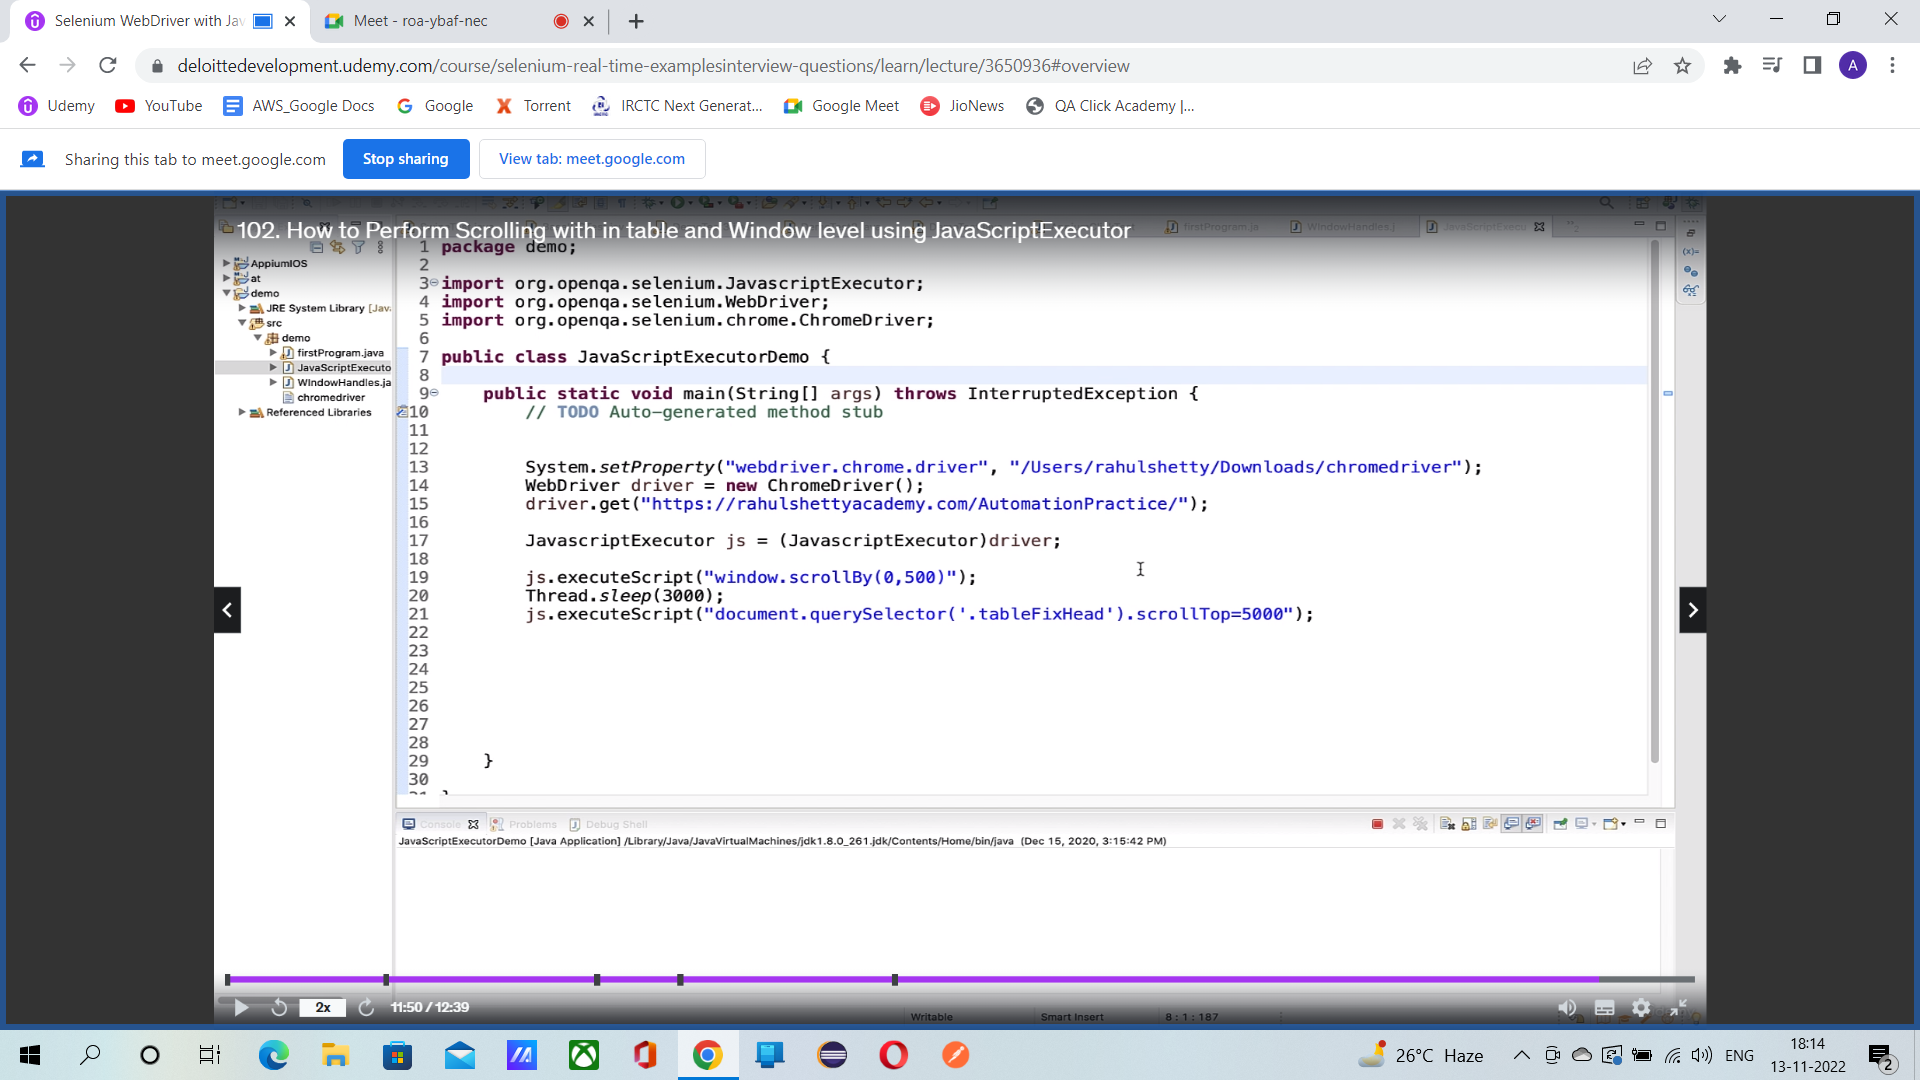 Selenium WebDriver with Jav
Meet - roa-ybaf-nec
deloittedevelopment.udemy.com/course/selenium-real-time-examplesinterview-questions/learn/lecture/3650936#overview
A
Udemy
YouTube
AWS_Google Docs
Google
Torrent
IRCTC Next Generat...
Google Meet
JioNews
QA Click Academy |...
Sharing this tab to meet.google.com
Stop sharing
View tab: meet.google.com
102. How to Perform Scrolling with in table and Window level using JavaScriptExecutor
firstProgram.ja
WindowHandles.j
JavaScriptExecu
AppiumIOS
at
demo
JRE System Library [Java
src
demo
firstProgram.java
JavaScriptExecuto
WIndowHandles.ja
chromedriver
Referenced Libraries
1 package demo;
2
3 import org.openqa.selenium.JavascriptExecutor;
4 import org.openqa.selenium.WebDriver;
5 import org.openqa.selenium.chrome.ChromeDriver;
6
7 public class JavaScriptExecutorDemo {
8
9 public static void main(String[] args) throws InterruptedException {
10 // TODO Auto-generated method stub
11
12
13 System.setProperty("webdriver.chrome.driver", "/Users/rahulshetty/Downloads/chromedriver");
14 WebDriver driver = new ChromeDriver();
15 driver.get("https://rahulshettyacademy.com/AutomationPractice/");
16
17 JavascriptExecutor js = (JavascriptExecutor)driver;
18
19 js.executeScript("window.scrollBy(0,500)");
20 Thread.sleep(3000);
21 js.executeScript("document.querySelector('.tableFixHead').scrollTop=5000");
22
23
24
25
26
27
28
29 }
30
31 }
Console
Problems
Debug Shell
JavaScriptExecutorDemo [Java Application] /Library/Java/JavaVirtualMachines/jdk1.8.0_261.jdk/Contents/Home/bin/java (Dec 15, 2020, 3:15:42 PM)
2x
11:50 / 12:39
Writable
Smart Insert
8 : 1 : 187
26°C Haze
ENG
18:14
13-11-2022
2